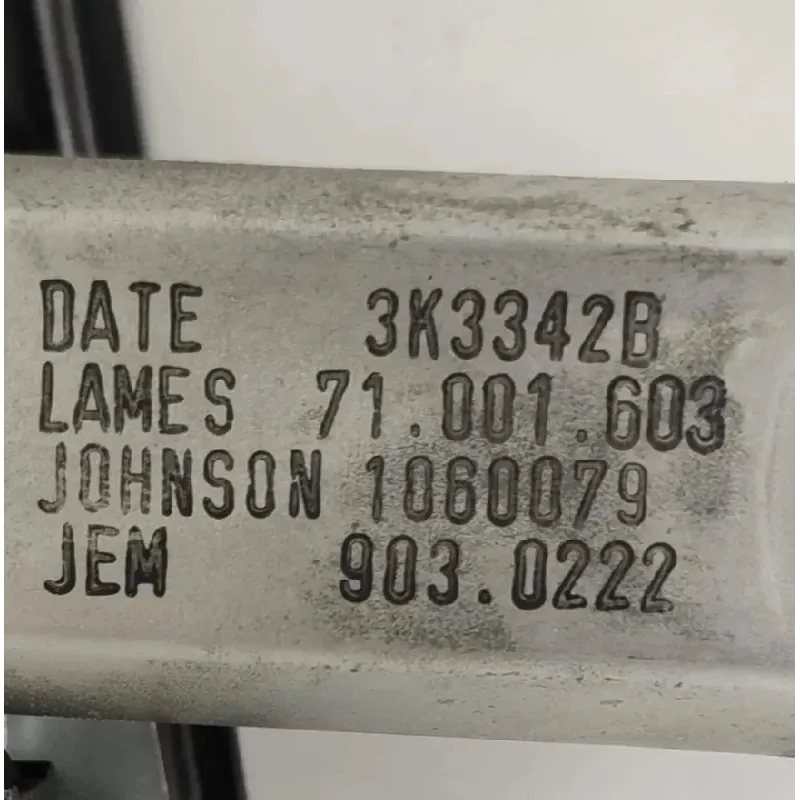 DATE 3K3342B
LAMES 71.001.603
JOHNSON 1060079
JEM 903.0222